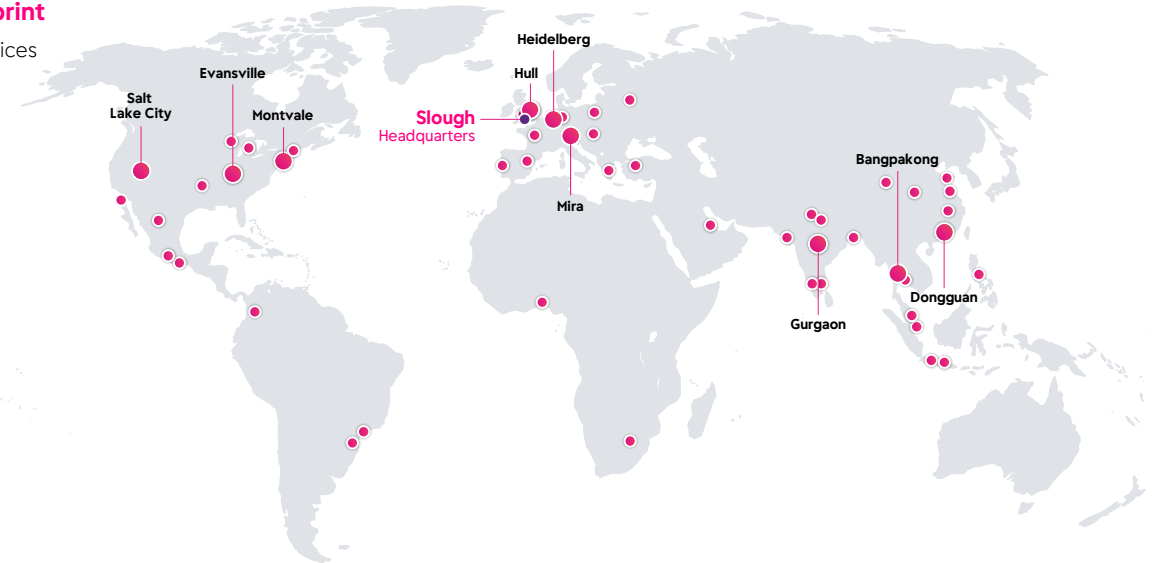 print
ices
Heidelberg
Hull
Evansville
Salt
Lake City
Montvale
Slough
Headquarters
Mira
Bangpakong
Dongguan
Gurgaon